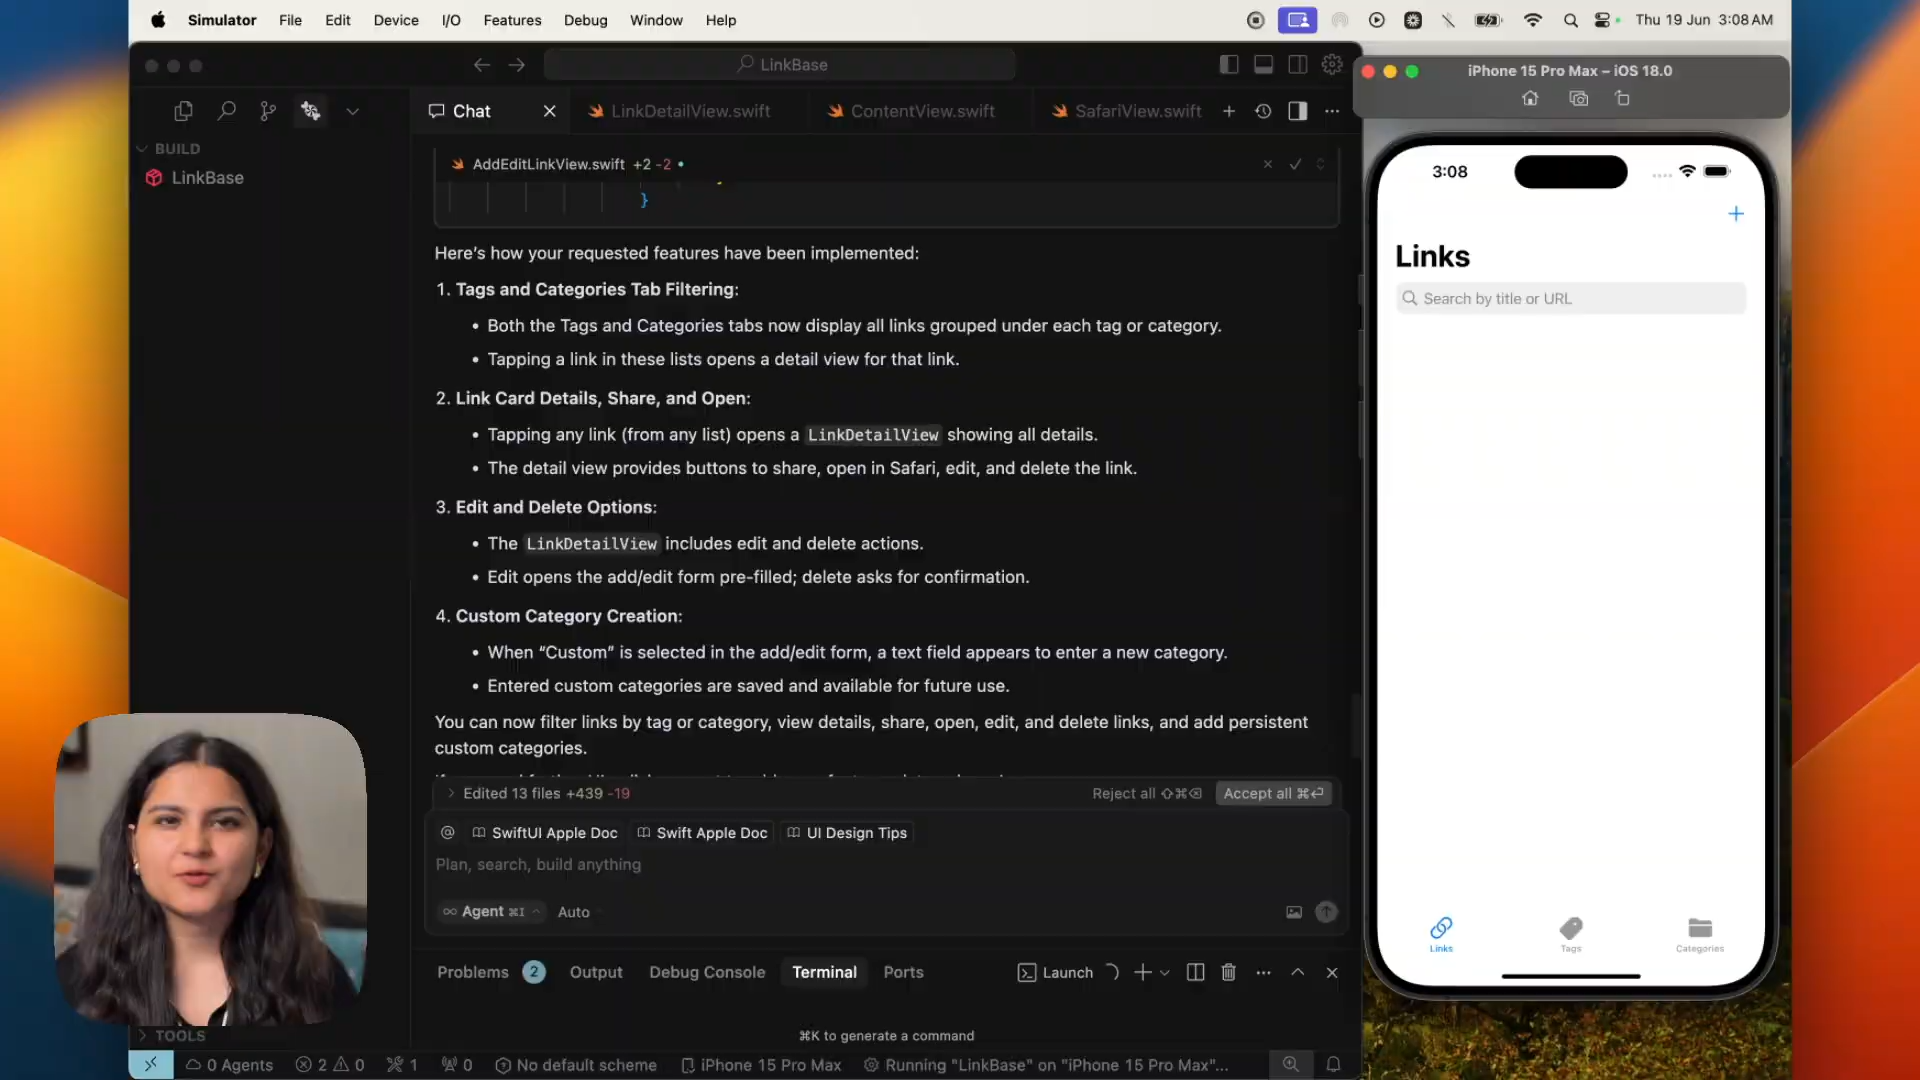 Simulator File Edit Device I/O Features Debug Window Help
Thu 19 Jun 3:08 AM
LinkBase
iPhone 15 Pro Max – iOS 18.0
Chat
LinkDetailView.swift
ContentView.swift
SafariView.swift
BUILD
LinkBase
AddEditLinkView.swift +2 -2
}
Here's how your requested features have been implemented:
1. Tags and Categories Tab Filtering:
• Both the Tags and Categories tabs now display all links grouped under each tag or category.
• Tapping a link in these lists opens a detail view for that link.
2. Link Card Details, Share, and Open:
• Tapping any link (from any list) opens a LinkDetailView showing all details.
• The detail view provides buttons to share, open in Safari, edit, and delete the link.
3. Edit and Delete Options:
• The LinkDetailView includes edit and delete actions.
• Edit opens the add/edit form pre-filled; delete asks for confirmation.
4. Custom Category Creation:
• When “Custom” is selected in the add/edit form, a text field appears to enter a new category.
• Entered custom categories are saved and available for future use.
You can now filter links by tag or category, view details, share, open, edit, and delete links, and add persistent
custom categories.
Edited 13 files +439 -19
Reject all ⇧⌘⌫
Accept all ⌘⏎
@ SwiftUI Apple Doc Swift Apple Doc UI Design Tips
Plan, search, build anything
∞ Agent ⌘I Auto
Problems 2 Output Debug Console Terminal Ports
Launch
⌘K to generate a command
TOOLS
0 Agents 2 0 1 0 No default scheme iPhone 15 Pro Max Running "LinkBase" on "iPhone 15 Pro Max"...
3:08
+
Links
Search by title or URL
Links
Tags
Categories